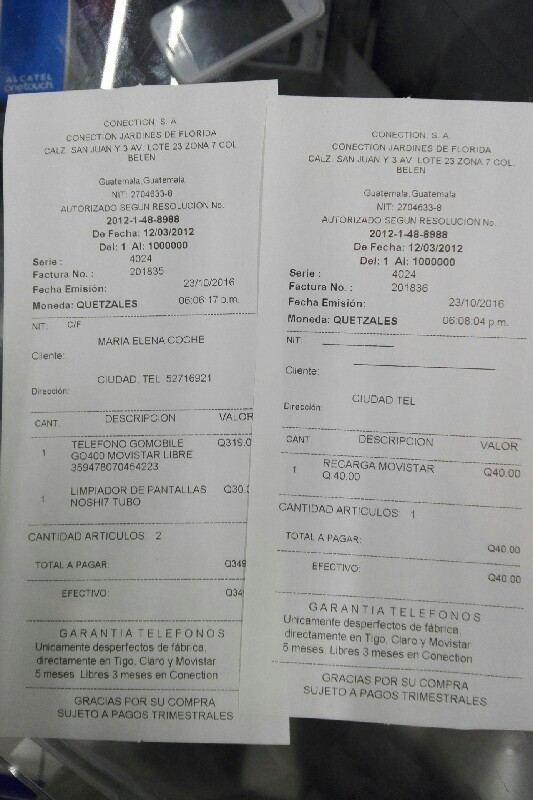 ALCATEL
onetouch
CONECTION S. A
CONECTION JARDINES DE FLORIDA
CALZ. SAN JUAN Y 3 AV. LOTE 23 ZONA 7 COL.
BELEN
Guatemala,Guatemala
NIT: 2704633-8
AUTORIZADO SEGUN RESOLUCION No.
2012-1-48-8988
De Fecha: 12/03/2012
Del: 1 Al: 1000000
Serie : 4024
Factura No. : 201835
Fecha Emisión: 23/10/2016
Moneda: QUETZALES 06:06:17 p.m.
NIT: C/F
MARIA ELENA COCHE
Cliente:
CIUDAD. TEL 52716921
Dirección:
CANT. DESCRIPCION VALOR
1 TELEFONO GOMOBILE Q319.0
GO400 MOVISTAR LIBRE
359478070464223
1 LIMPIADOR DE PANTALLAS Q30.
NOSHI7 TUBO
CANTIDAD ARTICULOS 2
TOTAL A PAGAR: Q349
EFECTIVO: Q34
GARANTIA TELEFONOS
Unicamente desperfectos de fábrica,
directamente en Tigo, Claro y Movistar
5 meses. Libres 3 meses en Conection
GRACIAS POR SU COMPRA
SUJETO A PAGOS TRIMESTRALES
CONECTION S. A.
CONECTION JARDINES DE FLORIDA
CALZ. SAN JUAN Y 3 AV. LOTE 23 ZONA 7 COL.
BELEN
Guatemala,Guatemala
NIT: 2704633-8
AUTORIZADO SEGUN RESOLUCION No.
2012-1-48-8988
De Fecha: 12/03/2012
Del: 1 Al: 1000000
Serie : 4024
Factura No. : 201836
Fecha Emisión: 23/10/2016
Moneda: QUETZALES 06:08:04 p.m.
NIT:
Cliente:
CIUDAD TEL
Dirección:
CANT DESCRIPCION VALOR
1 RECARGA MOVISTAR Q40.00
Q.40.00
CANTIDAD ARTICULOS: 1
TOTAL A PAGAR:
Q40.00
EFECTIVO:
Q40.00
GARANTIA TELEFONOS
Unicamente desperfectos de fábrica,
directamente en Tigo, Claro y Movistar
5 meses. Libres 3 meses en Conection
GRACIAS POR SU COMPRA
SUJETO A PAGOS TRIMESTRALES